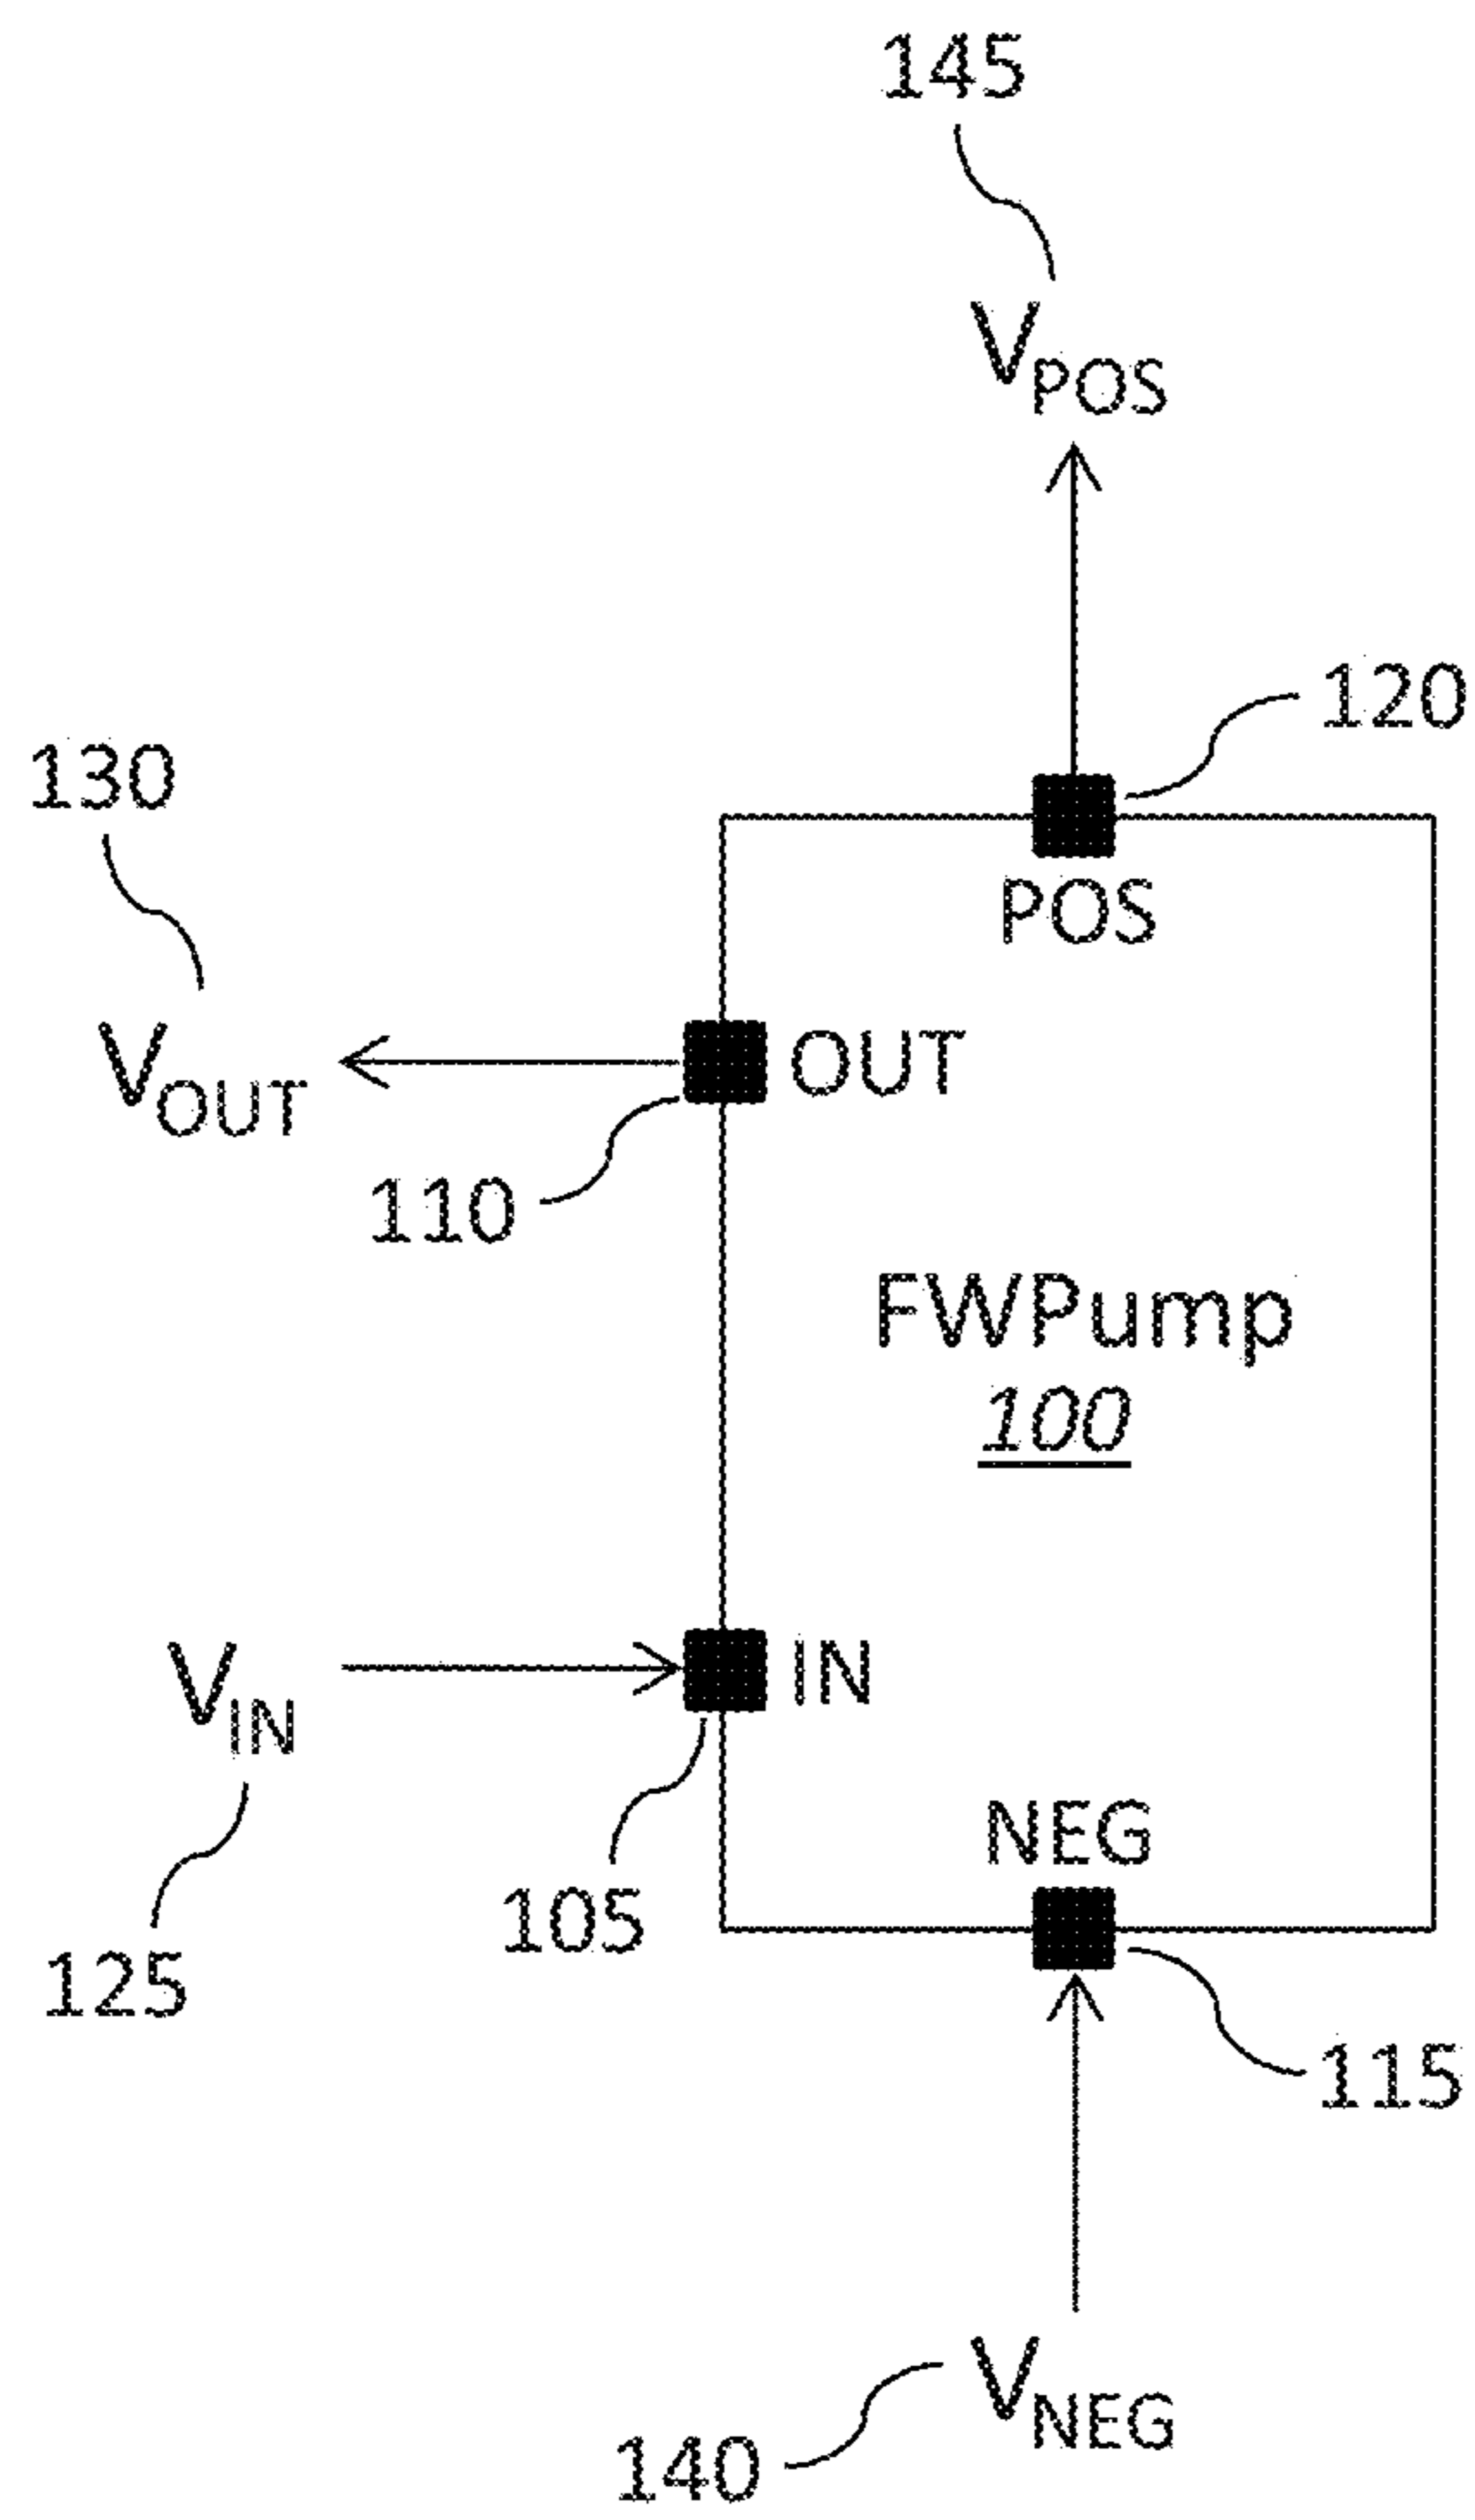 145
VPOS
120
130
POS
VOUT
OUT
110
FWPump
100
VIN
IN
NEG
105
125
115
VNEG
140